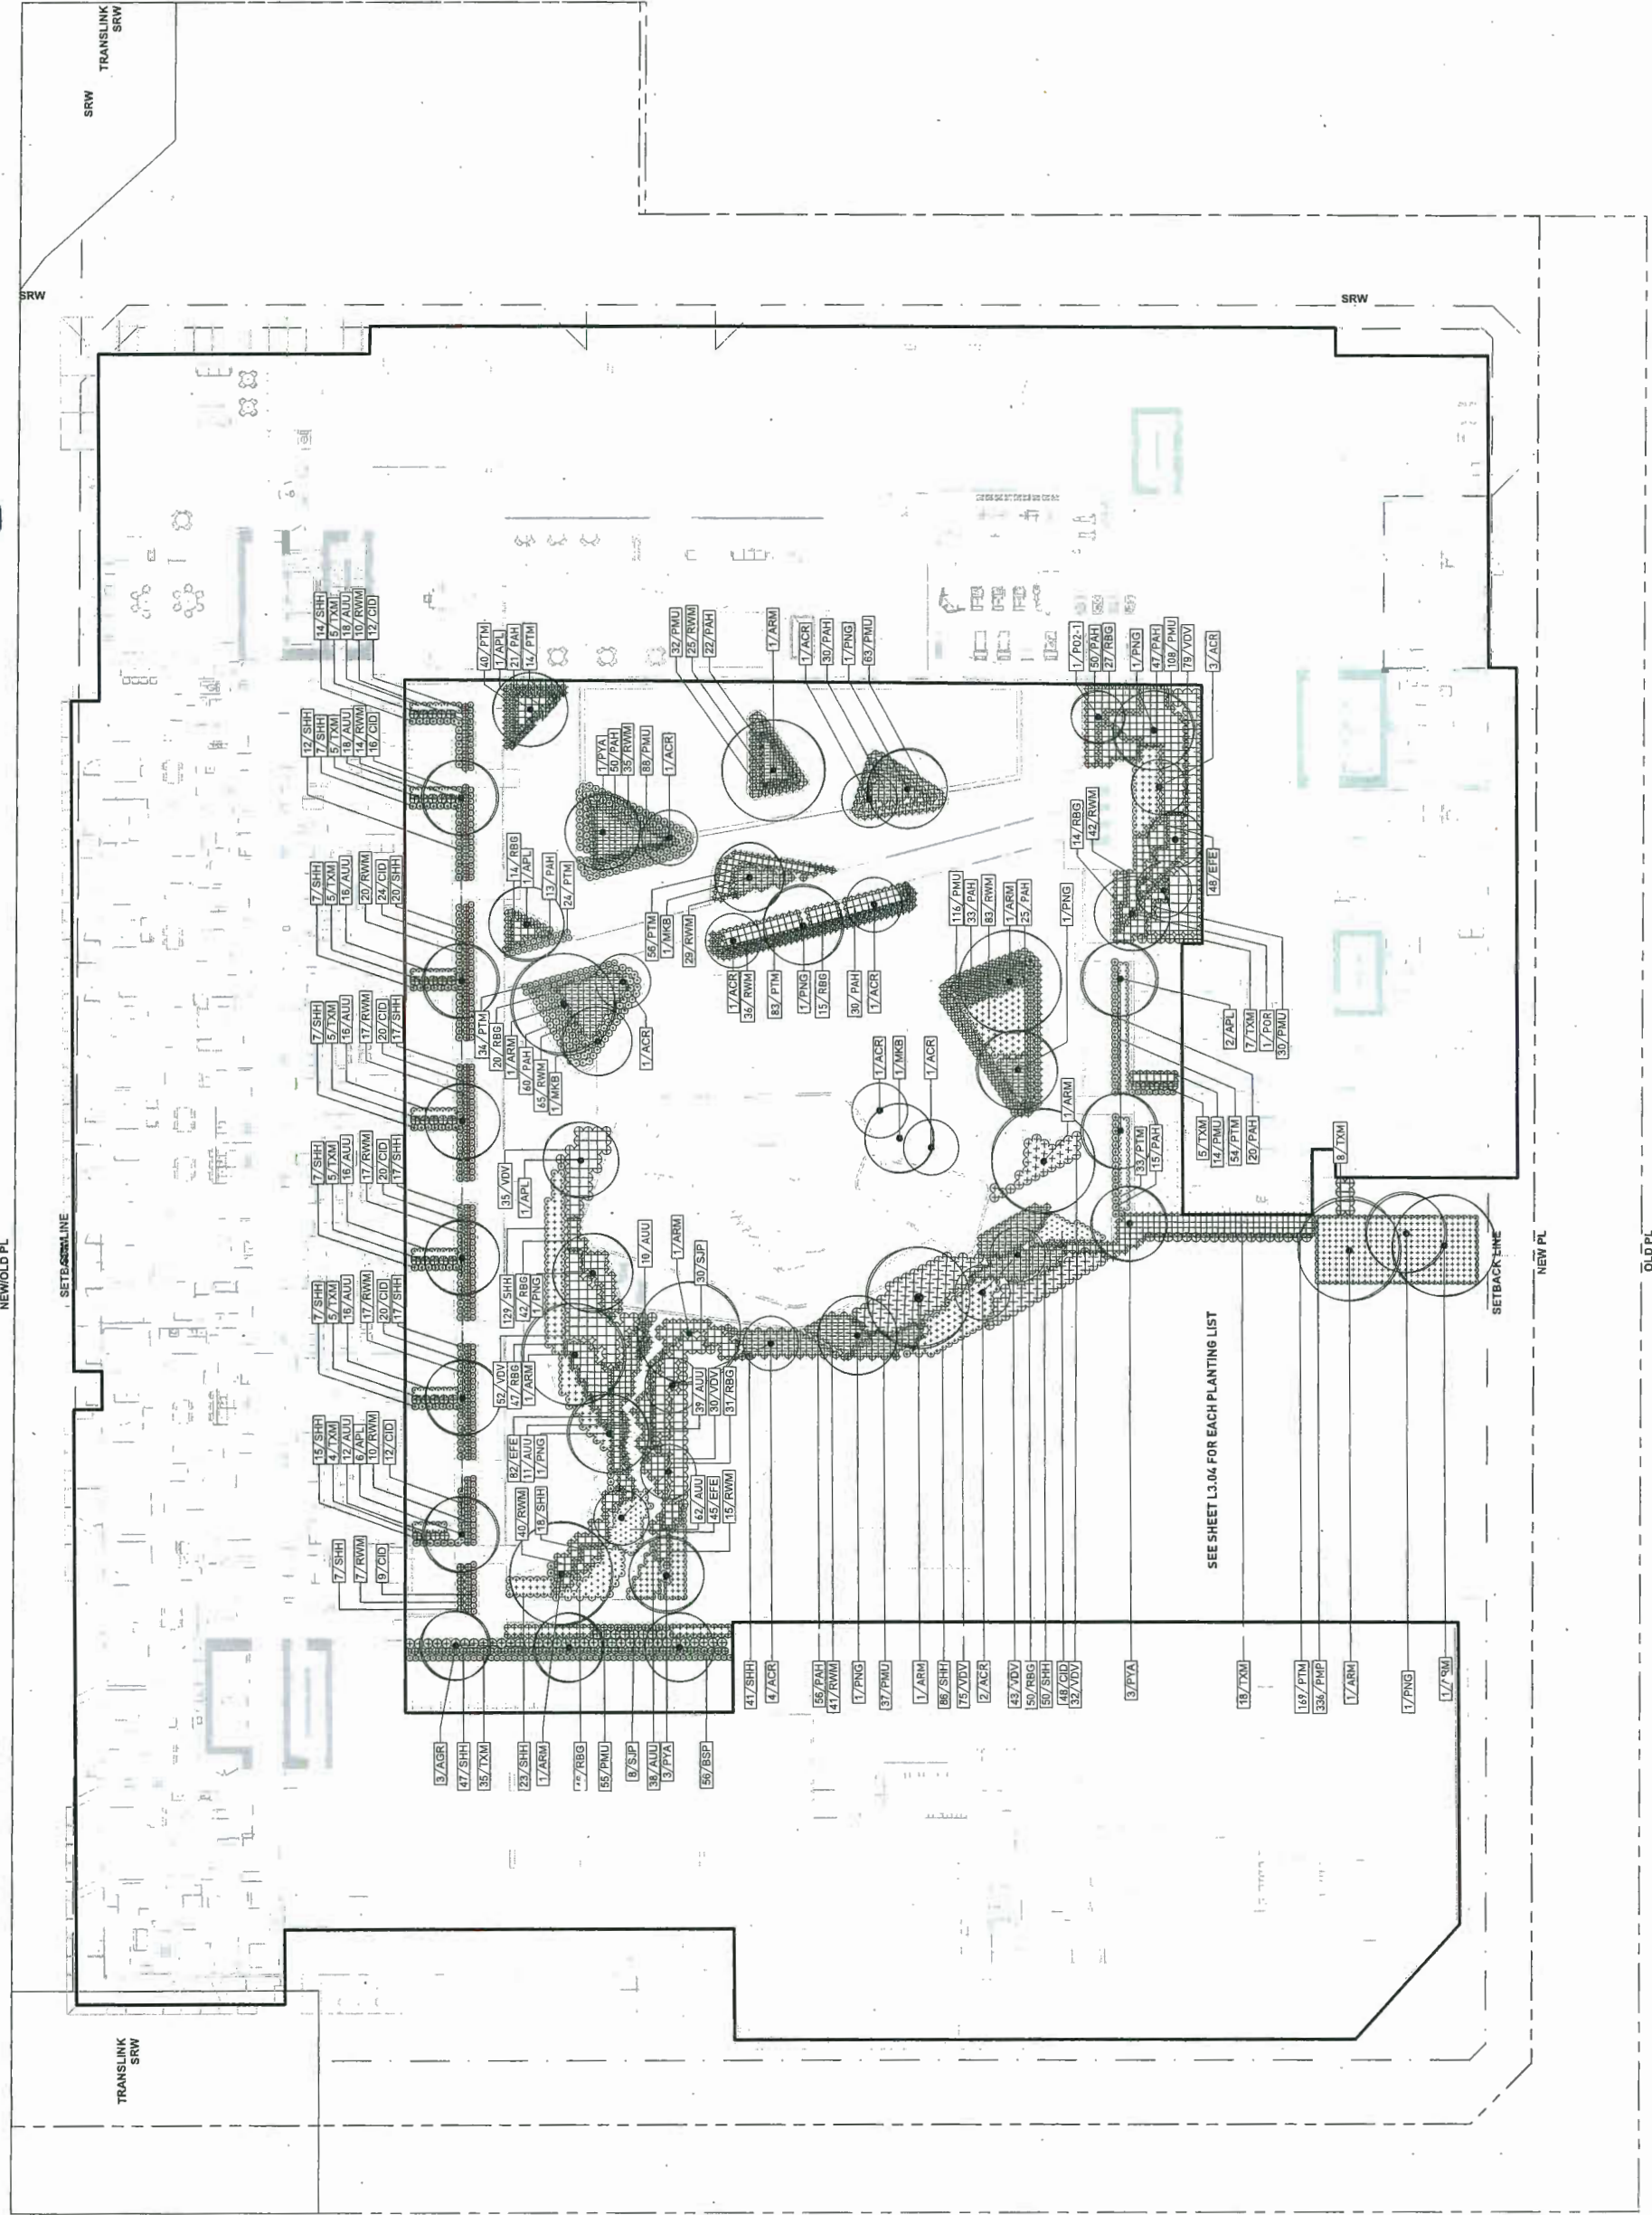 TRANSLINK
SRW
SRW
SRW
SRW
NEW/OLD PL
SETBACK LINE
14/SHH
5/TXM
18/AUU
10/RWM
12/CID
12/SHH
7/SHH
5/TXM
18/AUU
14/RWM
16/CID
7/SHH
5/TXM
16/AUU
20/RWM
24/CID
20/SHH
7/SHH
5/TXM
16/AUU
17/RWM
20/CID
17/SHH
7/SHH
5/TXM
16/AUU
17/RWM
20/CID
17/SHH
7/SHH
5/TXM
16/AUU
17/RWM
20/CID
17/SHH
15/SHH
4/TXM
12/AUU
6/APL
10/RWM
12/CID
7/SHH
7/RWM
9/CID
40/PTM
1/APL
21/PAH
14/PTM
32/PMU
25/RWM
22/PAH
1/ARM
1/ACR
30/PAH
1/PNG
63/PMU
1/PO2-1
50/PAH
27/RBG
1/PNG
47/PAH
108/PMU
79/VDV
3/ACR
1/PYA
50/PAH
35/RWM
88/PMU
1/ACR
14/RBG
1/APL
13/PAH
24/PTM
56/PTM
1/MKB
29/RWM
14/RBG
42/RWM
48/EFE
34/PTM
20/RBG
1/ARM
60/PAH
65/RWM
1/MKB
1/ACR
1/ACR
36/RWM
83/PTM
1/PNG
15/RBG
30/PAH
1/ACR
116/PMU
33/PAH
83/RWM
1/ARM
25/PAH
1/PNG
1/ACR
1/MKB
1/ACR
1/ARM
2/APL
7/TXM
1/POR
30/PMU
5/TXM
14/PMU
54/PTM
20/PAH
33/PTM
15/PAH
8/TXM
35/VDV
1/APL
129/SHH
42/RBG
1/PNG
10/AUU
1/ARM
30/SJP
52/VDV
47/RBG
1/ARM
39/AUU
30/VDV
31/RBG
82/EFE
11/AUU
1/PNG
40/RWM
18/SHH
62/AUU
45/EFE
15/RWM
3/AGR
47/SHH
35/TXM
23/SHH
1/ARM
55/PMU
8/SJP
38/AUU
3/PYA
56/BSP
41/SHH
4/ACR
56/PAH
41/RWM
1/PNG
37/PMU
1/ARM
86/SHH
75/VDV
2/ACR
43/VDV
150/RBG
50/SHH
48/CID
32/VDV
3/PYA
18/TXM
169/PTM
336/PMP
1/ARM
1/PNG
SEE SHEET L3.04 FOR EACH PLANTING LIST
SETBACK LINE
NEW PL
OLD PL
TRANSLINK
SRW